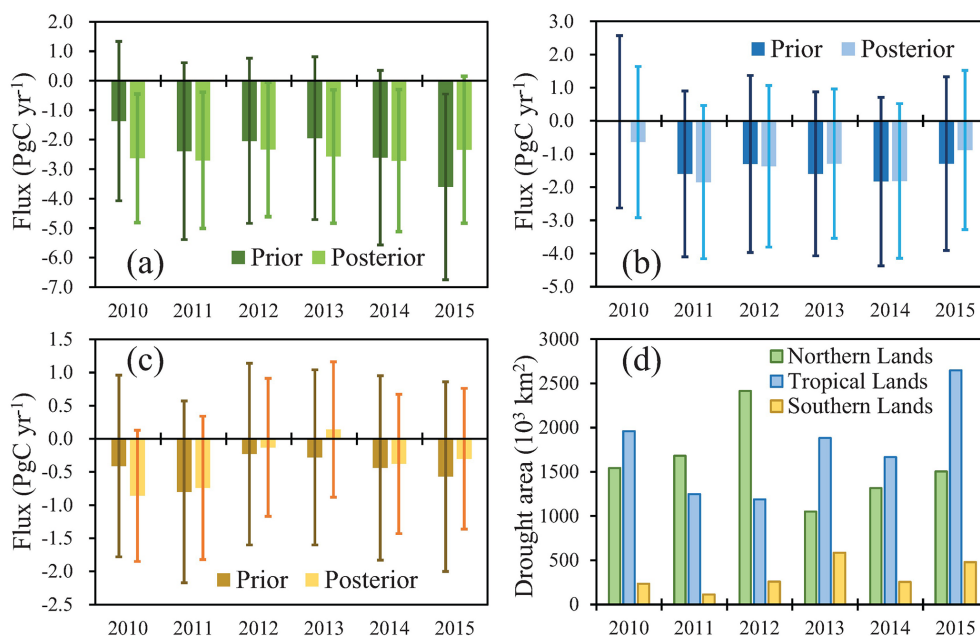 Flux (PgC yr-1)
2.0
1.0
0.0
-1.0
-2.0
-3.0
-4.0
-5.0
-6.0
-7.0
(a)
Prior Posterior
2010 2011 2012 2013 2014 2015
Flux (PgC yr-1)
3.0
2.0
1.0
0.0
-1.0
-2.0
-3.0
-4.0
-5.0
Prior Posterior
(b)
2010 2011 2012 2013 2014 2015
Flux (PgC yr-1)
1.5
1.0
0.5
0.0
-0.5
-1.0
-1.5
-2.0
-2.5
(c)
Prior Posterior
2010 2011 2012 2013 2014 2015
Drought area (10³ km²)
3000
2500
2000
1500
1000
500
0
(d)
Northern Lands
Tropical Lands
Southern Lands
2010 2011 2012 2013 2014 2015